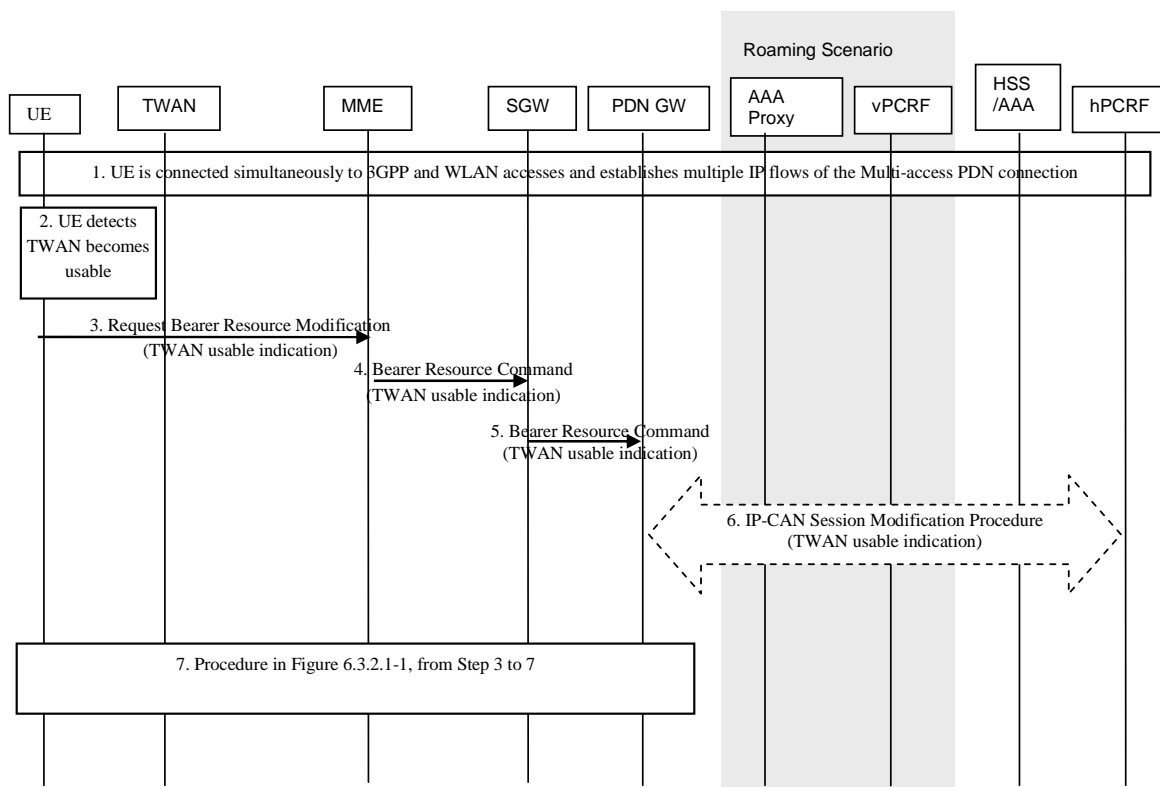 Roaming Scenario
UE
TWAN
MME
SGW
PDN GW
AAA
Proxy
vPCRF
HSS
/AAA
hPCRF
1. UE is connected simultaneously to 3GPP and WLAN accesses and establishes multiple IP flows of the Multi-access PDN connection
2. UE detects
TWAN becomes
usable
3. Request Bearer Resource Modification
(TWAN usable indication)
4. Bearer Resource Command
(TWAN usable indication)
5. Bearer Resource Command
(TWAN usable indication)
6. IP-CAN Session Modification Procedure
(TWAN usable indication)
7. Procedure in Figure 6.3.2.1-1, from Step 3 to 7